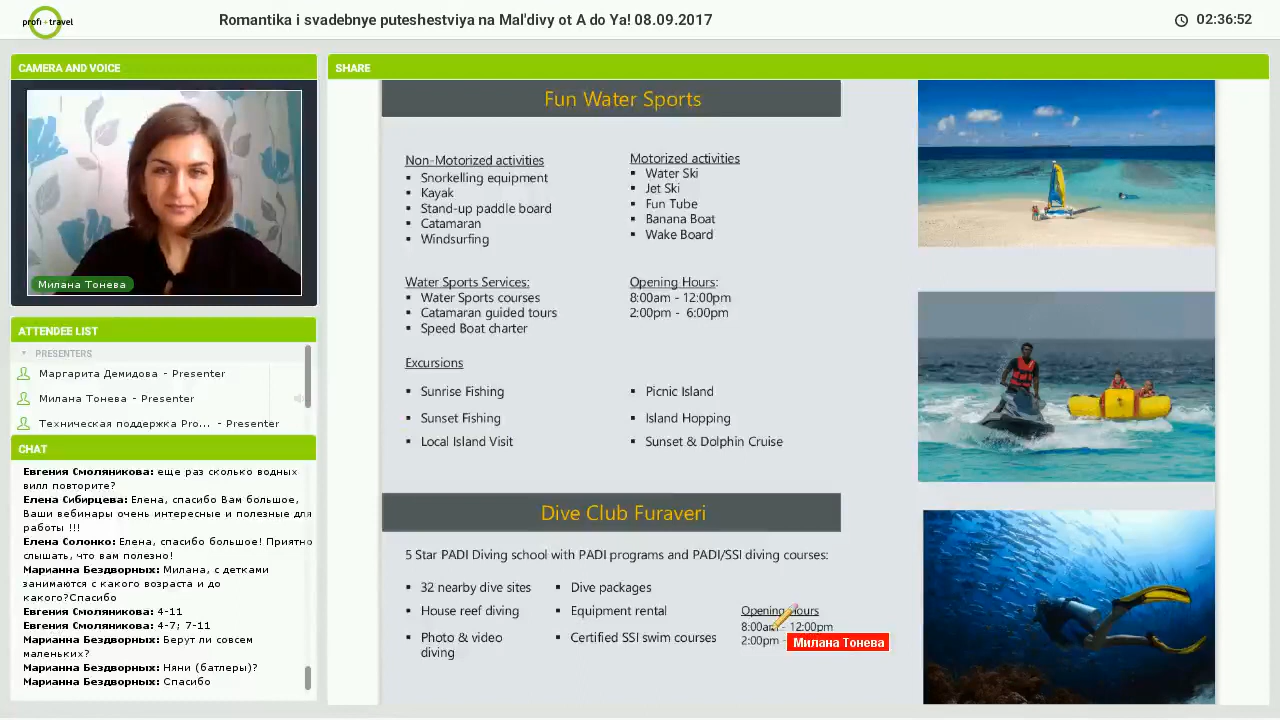 profi travel
Romantika i svadebnye puteshestviya na Mal'divy ot A do Ya! 08.09.2017
02:36:52
CAMERA AND VOICE
Милана Тонева
ATTENDEE LIST
PRESENTERS
Маргарита Демидова - Presenter
Милана Тонева - Presenter
Техническая поддержка Pro... - Presenter
CHAT
Евгения Смоляникова: еще раз сколько водных
вилл повторите?
Елена Сибирцева: Елена, спасибо Вам большое,
Ваши вебинары очень интересные и полезные для
работы !!!
Елена Солонко: Елена, спасибо большое! Приятно
слышать, что вам полезно!
Марианна Бездворных: Милана, с детками
занимаются с какого возраста и до
какого?Спасибо
Евгения Смоляникова: 4-11
Евгения Смоляникова: 4-7; 7-11
Марианна Бездворных: Берут ли совсем
маленьких?
Марианна Бездворных: Няни (батлеры)?
Марианна Бездворных: Спасибо
SHARE
Fun Water Sports
Non-Motorized activities
Snorkelling equipment
Kayak
Stand-up paddle board
Catamaran
Windsurfing
Motorized activities
Water Ski
Jet Ski
Fun Tube
Banana Boat
Wake Board
Water Sports Services:
Water Sports courses
Catamaran guided tours
Speed Boat charter
Opening Hours:
8:00am - 12:00pm
2:00pm - 6:00pm
Excursions
Sunrise Fishing
Sunset Fishing
Local Island Visit
Picnic Island
Island Hopping
Sunset & Dolphin Cruise
Dive Club Furaveri
5 Star PADI Diving school with PADI programs and PADI/SSI diving courses:
32 nearby dive sites
House reef diving
Photo & video
diving
Dive packages
Equipment rental
Certified SSI swim courses
Opening Hours
8:00am - 12:00pm
2:00pm -
Милана Тонева